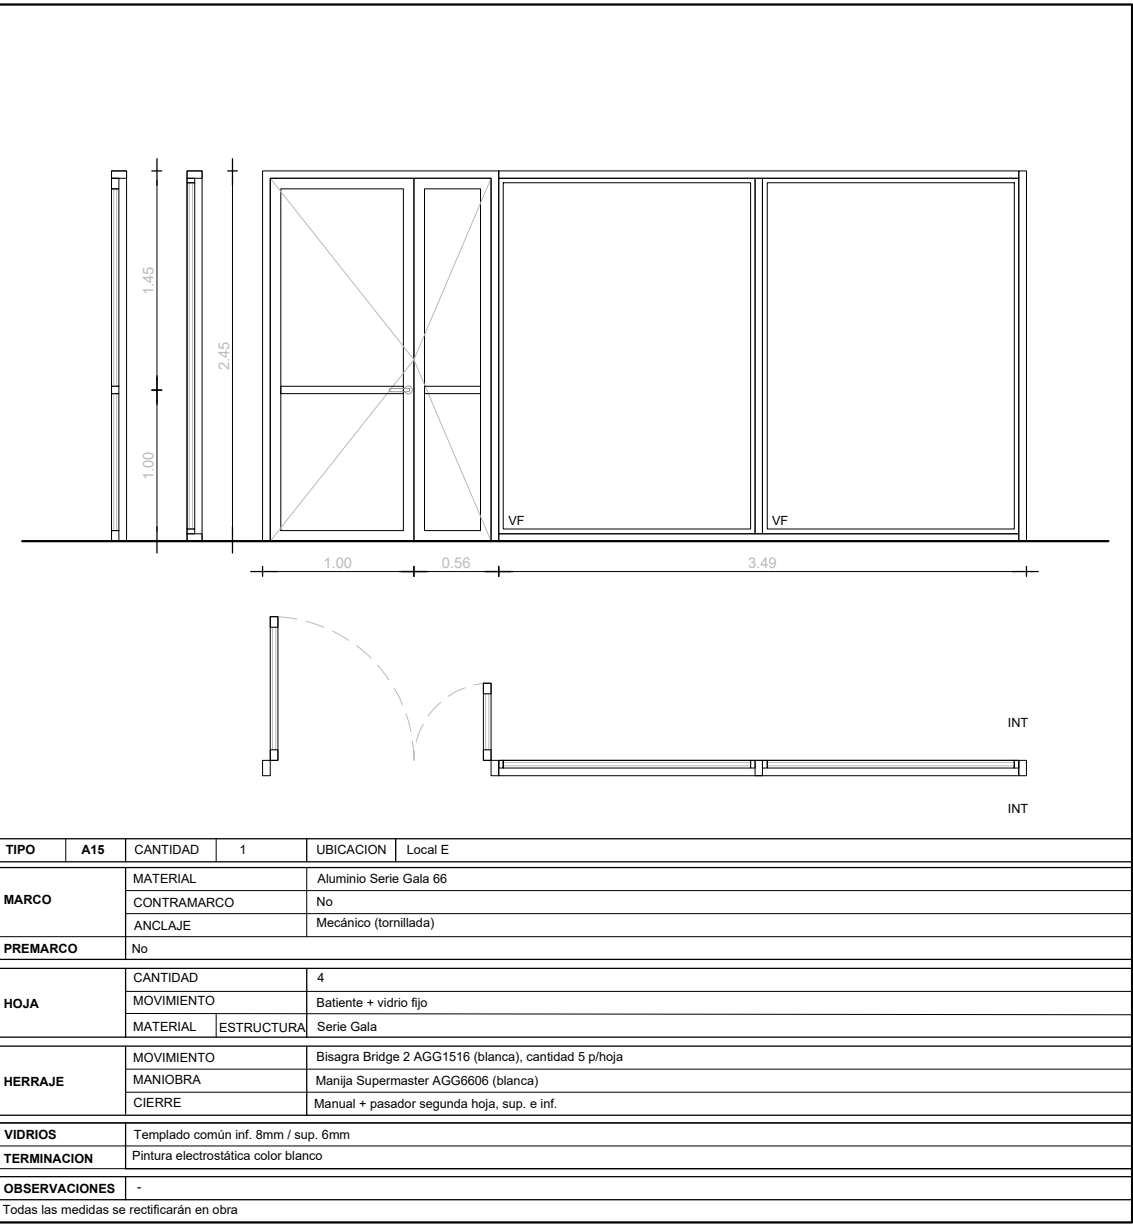 1.45
2.45
1.00
VF
VF
1.00
0.56
3.49
INT
INT
TIPO A15 CANTIDAD 1 UBICACION Local E
MARCO
MATERIAL Aluminio Serie Gala 66
CONTRAMARCO No
ANCLAJE Mecánico (tornillada)
PREMARCO No
HOJA
CANTIDAD 4
MOVIMIENTO Batiente + vidrio fijo
MATERIAL ESTRUCTURA Serie Gala
HERRAJE
MOVIMIENTO Bisagra Bridge 2 AGG1516 (blanca), cantidad 5 p/hoja
MANIOBRA Manija Supermaster AGG6606 (blanca)
CIERRE Manual + pasador segunda hoja, sup. e inf.
VIDRIOS Templado común inf. 8mm / sup. 6mm
TERMINACION Pintura electrostática color blanco
OBSERVACIONES -
Todas las medidas se rectificarán en obra